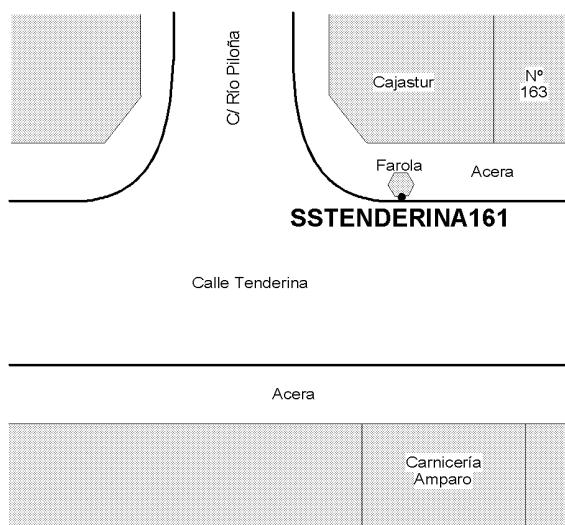 C/ Río Piloña
Cajastur
Nº
163
Farola
Acera
SSTENDERINA161
Calle Tenderina
Acera
Carnicería
Amparo